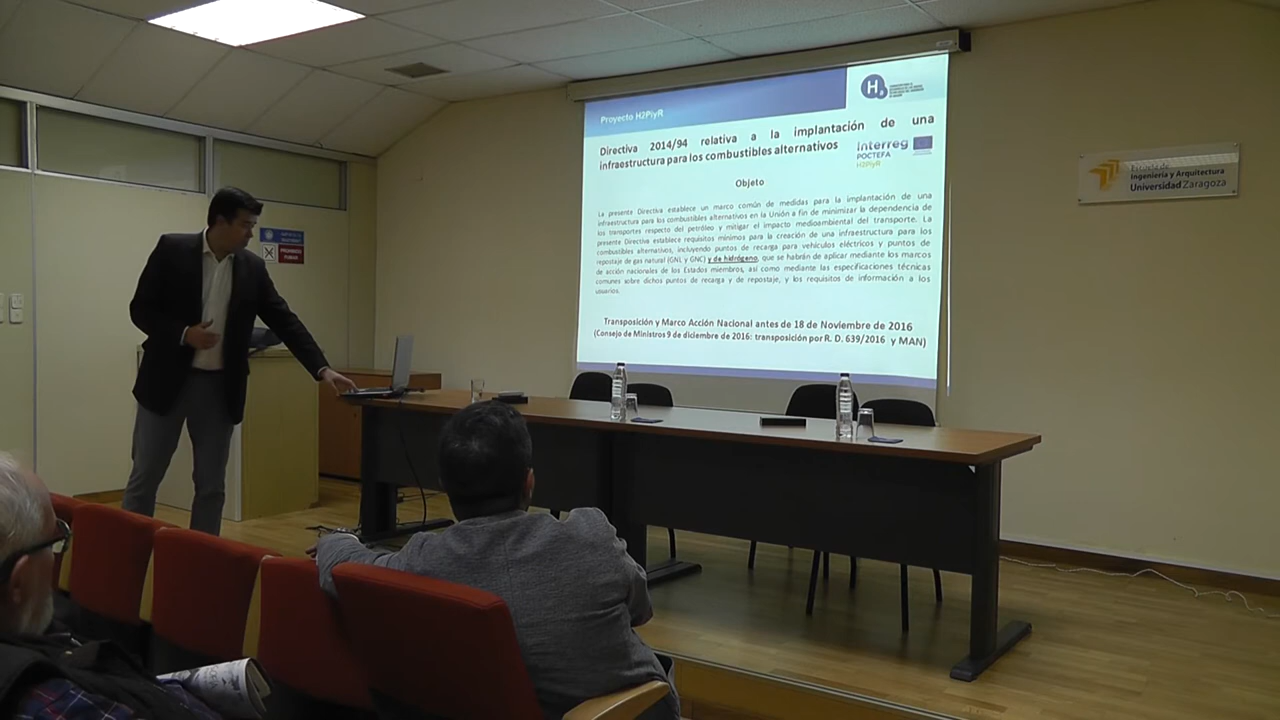 Proyecto H2PiyR
Directiva 2014/94 relativa a la implantación de una
infraestructura para los combustibles alternativos
Interreg
POCTEFA
H2PiyR
Objeto
La presente Directiva establece un marco común de medidas para la implantación de una
infraestructura para los combustibles alternativos en la Unión a fin de minimizar la dependencia de
los transportes respecto del petróleo y mitigar el impacto medioambiental del transporte. La
presente Directiva establece requisitos mínimos para la creación de una infraestructura para los
combustibles alternativos, incluyendo puntos de recarga para vehículos eléctricos y puntos de
repostaje de gas natural (GNL y GNC) y de hidrógeno, que se habrán de aplicar mediante los marcos
de acción nacionales de los Estados miembros, así como mediante las especificaciones técnicas
comunes sobre dichos puntos de recarga y de repostaje, y los requisitos de información a los
usuarios.
Transposición y Marco Acción Nacional antes de 18 de Noviembre de 2016
(Consejo de Ministros 9 de diciembre de 2016: transposición por R. D. 639/2016 y MAN)
Escuela de
Ingeniería y Arquitectura
Universidad Zaragoza